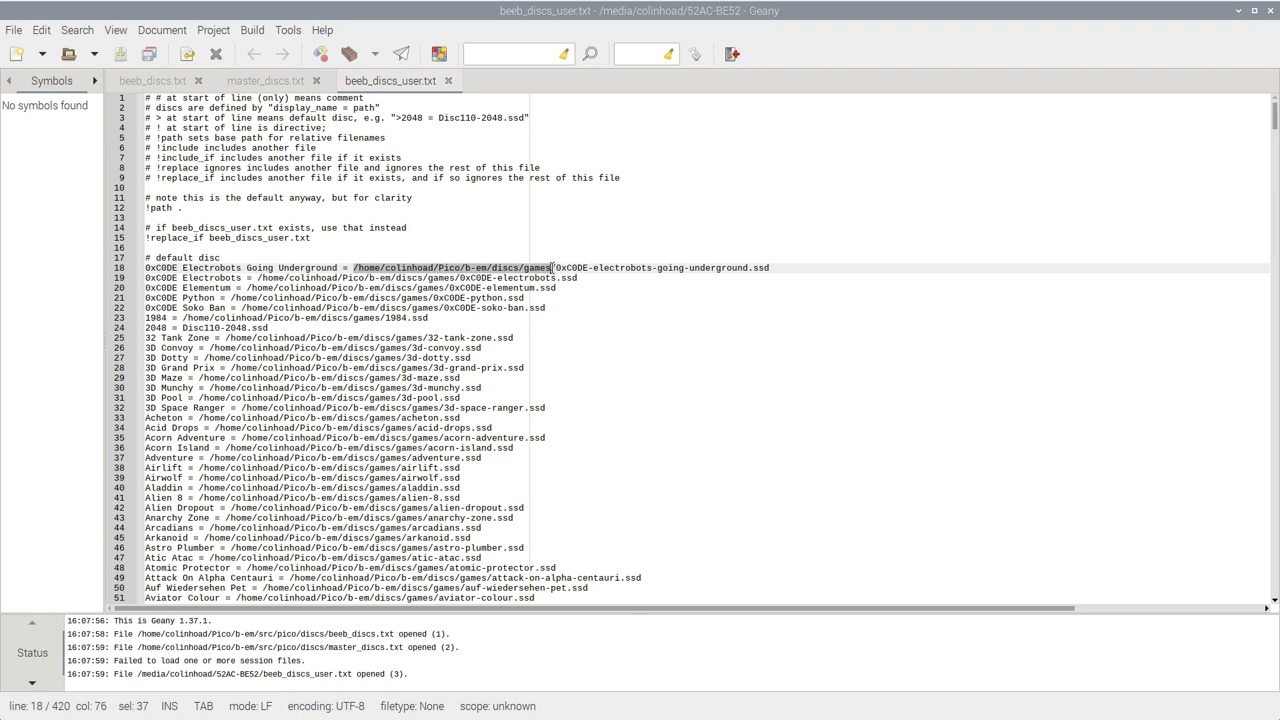 beeb_discs_user.txt - /media/colinhoad/52AC-BE52 - Geany
File Edit Search View Document Project Build Tools Help
Symbols
beeb_discs.txt
master_discs.txt
beeb_discs_user.txt
No symbols found
1 # # at start of line (only) means comment
2 # discs are defined by "display_name = path"
3 # > at start of line means default disc, e.g. ">2048 = Disc110-2048.ssd"
4 # ! at start of line is directive;
5 # !path sets base path for relative filenames
6 # !include includes another file
7 # !include_if includes another file if it exists
8 # !replace ignores includes another file and ignores the rest of this file
9 # !replace_if includes another file if it exists, and if so ignores the rest of this file
10
11 # note this is the default anyway, but for clarity
12 !path .
13
14 # if beeb_discs_user.txt exists, use that instead
15 !replace_if beeb_discs_user.txt
16
17 # default disc
18 0xC0DE Electrobots Going Underground = /home/colinhoad/Pico/b-em/discs/games/0xC0DE-electrobots-going-underground.ssd
19 0xC0DE Electrobots = /home/colinhoad/Pico/b-em/discs/games/0xC0DE-electrobots.ssd
20 0xC0DE Elementum = /home/colinhoad/Pico/b-em/discs/games/0xC0DE-elementum.ssd
21 0xC0DE Python = /home/colinhoad/Pico/b-em/discs/games/0xC0DE-python.ssd
22 0xC0DE Soko Ban = /home/colinhoad/Pico/b-em/discs/games/0xC0DE-soko-ban.ssd
23 1984 = /home/colinhoad/Pico/b-em/discs/games/1984.ssd
24 2048 = Disc110-2048.ssd
25 32 Tank Zone = /home/colinhoad/Pico/b-em/discs/games/32-tank-zone.ssd
26 3D Convoy = /home/colinhoad/Pico/b-em/discs/games/3d-convoy.ssd
27 3D Dotty = /home/colinhoad/Pico/b-em/discs/games/3d-dotty.ssd
28 3D Grand Prix = /home/colinhoad/Pico/b-em/discs/games/3d-grand-prix.ssd
29 3D Maze = /home/colinhoad/Pico/b-em/discs/games/3d-maze.ssd
30 3D Munchy = /home/colinhoad/Pico/b-em/discs/games/3d-munchy.ssd
31 3D Pool = /home/colinhoad/Pico/b-em/discs/games/3d-pool.ssd
32 3D Space Ranger = /home/colinhoad/Pico/b-em/discs/games/3d-space-ranger.ssd
33 Acheton = /home/colinhoad/Pico/b-em/discs/games/acheton.ssd
34 Acid Drops = /home/colinhoad/Pico/b-em/discs/games/acid-drops.ssd
35 Acorn Adventure = /home/colinhoad/Pico/b-em/discs/games/acorn-adventure.ssd
36 Acorn Island = /home/colinhoad/Pico/b-em/discs/games/acorn-island.ssd
37 Adventure = /home/colinhoad/Pico/b-em/discs/games/adventure.ssd
38 Airlift = /home/colinhoad/Pico/b-em/discs/games/airlift.ssd
39 Airwolf = /home/colinhoad/Pico/b-em/discs/games/airwolf.ssd
40 Aladdin = /home/colinhoad/Pico/b-em/discs/games/aladdin.ssd
41 Alien 8 = /home/colinhoad/Pico/b-em/discs/games/alien-8.ssd
42 Alien Dropout = /home/colinhoad/Pico/b-em/discs/games/alien-dropout.ssd
43 Anarchy Zone = /home/colinhoad/Pico/b-em/discs/games/anarchy-zone.ssd
44 Arcadians = /home/colinhoad/Pico/b-em/discs/games/arcadians.ssd
45 Arkanoid = /home/colinhoad/Pico/b-em/discs/games/arkanoid.ssd
46 Astro Plumber = /home/colinhoad/Pico/b-em/discs/games/astro-plumber.ssd
47 Atic Atac = /home/colinhoad/Pico/b-em/discs/games/atic-atac.ssd
48 Atomic Protector = /home/colinhoad/Pico/b-em/discs/games/atomic-protector.ssd
49 Attack On Alpha Centauri = /home/colinhoad/Pico/b-em/discs/games/attack-on-alpha-centauri.ssd
50 Auf Wiedersehen Pet = /home/colinhoad/Pico/b-em/discs/games/auf-wiedersehen-pet.ssd
51 Aviator Colour = /home/colinhoad/Pico/b-em/discs/games/aviator-colour.ssd
Status
16:07:56: This is Geany 1.37.1.
16:07:58: File /home/colinhoad/Pico/b-em/src/pico/discs/beeb_discs.txt opened (1).
16:07:59: File /home/colinhoad/Pico/b-em/src/pico/discs/master_discs.txt opened (2).
16:07:59: Failed to load one or more session files.
16:07:59: File /media/colinhoad/52AC-BE52/beeb_discs_user.txt opened (3).
line: 18 / 420 col: 76 sel: 37 INS TAB mode: LF encoding: UTF-8 filetype: None scope: unknown